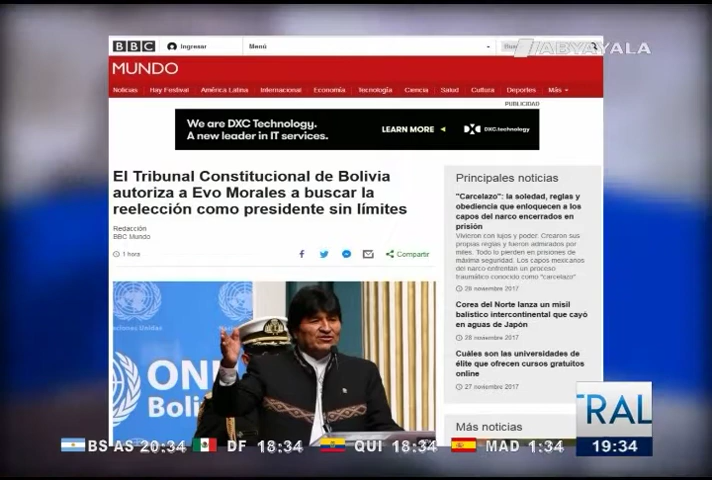 BBC
Ingresar
Menú
ABYAYALA
MUNDO
Noticias Hay Festival América Latina Internacional Economía Tecnología Ciencia Salud Cultura Deportes Más
PUBLICIDAD
We are DXC Technology.
A new leader in IT services.
LEARN MORE
DXC.technology
El Tribunal Constitucional de Bolivia
autoriza a Evo Morales a buscar la
reelección como presidente sin límites
Redacción
BBC Mundo
1 hora
Compartir
Naciones Unidas
ONU
Boli
Principales noticias
"Carcelazo": la soledad, reglas y
obediencia que enloquecen a los
capos del narco encerrados en
prisión
Vivieron con lujos y poder. Crearon sus
propias reglas y fueron admirados por
miles. Todo lo pierden en prisiones de
máxima seguridad. Los capos mexicanos
del narco enfrentan un proceso
traumático conocido como "carcelazo".
28 noviembre 2017
Corea del Norte lanza un misil
balístico intercontinental que cayó
en aguas de Japón
28 noviembre 2017
Cuáles son las universidades de
élite que ofrecen cursos gratuitos
online
27 noviembre 2017
Más noticias
TRAL
19:34
BS AS 20:34 DF 18:34 QUI 18:34 MAD 1:34